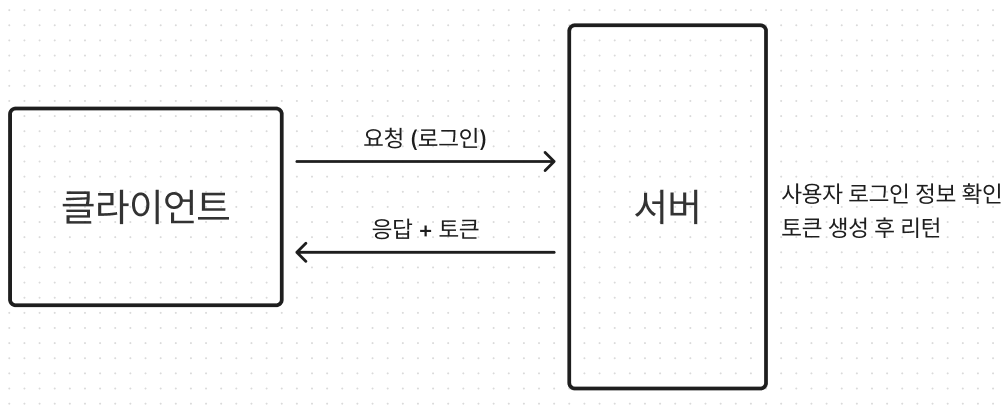 요청 (로그인)
클라이언트
서버
사용자 로그인 정보 확인
토큰 생성 후 리턴
응답 + 토큰